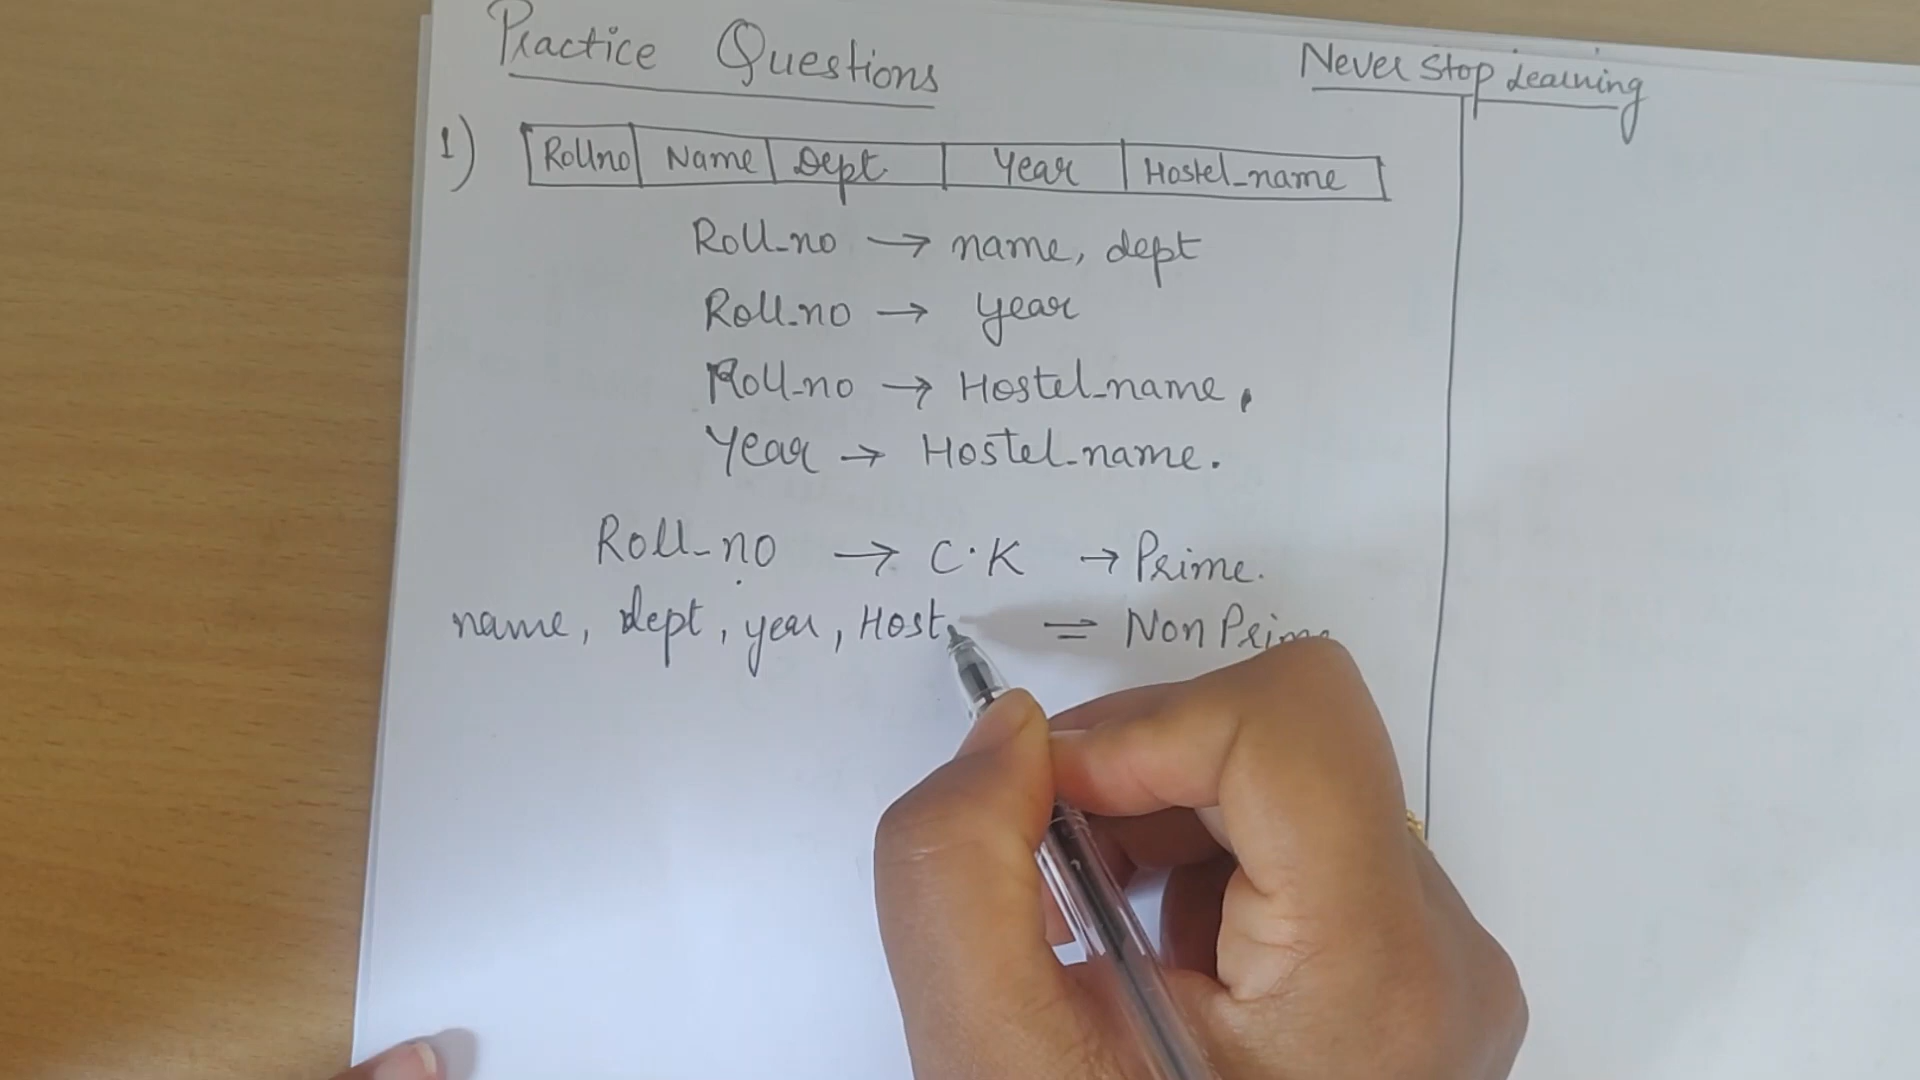 Practice Questions
Never Stop Learning
1) Rollno Name Dept Year Hostel_name
Roll_no → name, dept
Roll_no → year
Roll_no → Hostel_name,
Year → Hostel_name.
Roll_no → C.K → Prime.
name, dept, year, Host = Non Prime